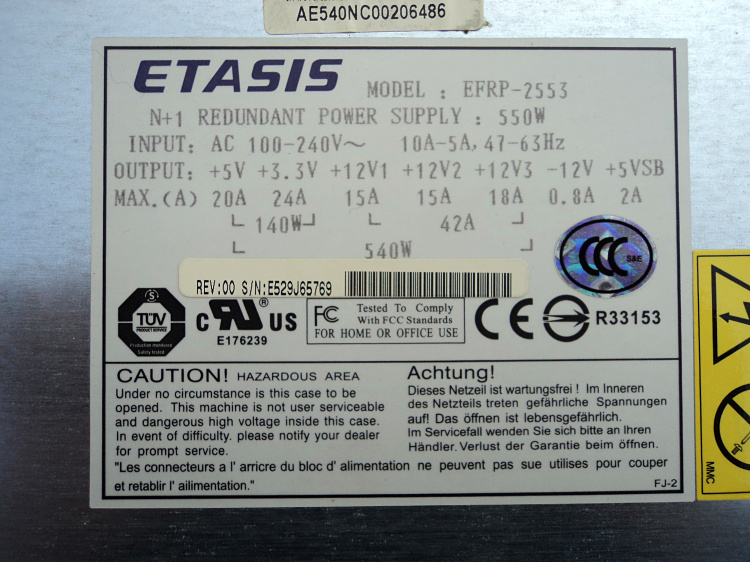 AE540NC00206486
ETASIS MODEL : EFRP-2553
N+1 REDUNDANT POWER SUPPLY : 550W
INPUT: AC 100-240V~ 10A-5A, 47-63Hz
OUTPUT: +5V +3.3V +12V1 +12V2 +12V3 -12V +5VSB
MAX.(A) 20A 24A 15A 15A 18A 0.8A 2A
140W 42A
540W
CCC S&E
REV:00 S/N:E529J65769
S
TÜV
PRODUCT SERVICE
Production monitored
Safety tested
c RU ® US
E176239
FC Tested To Comply
With FCC Standards
FOR HOME OR OFFICE USE
CE
R33153
CAUTION! HAZARDOUS AREA
Under no circumstance is this case to be
opened. This machine is not user serviceable
and dangerous high voltage inside this case.
In event of difficulty. please notify your dealer
for prompt service.
Achtung!
Dieses Netzeil ist wartungsfrei ! Im Inneren
des Netzteils treten gefährliche Spannungen
auf! Das öffnen ist lebensgefährlich.
Im Servicefall wenden Sie sich bitte an Ihren
Händler.Verlust der Garantie beim öffnen.
"Les connecteurs a l' arricre du bloc d' alimentation ne peuvent pas sue utilises pour couper
et retablir l' ailimentation."
FJ-2
MMC